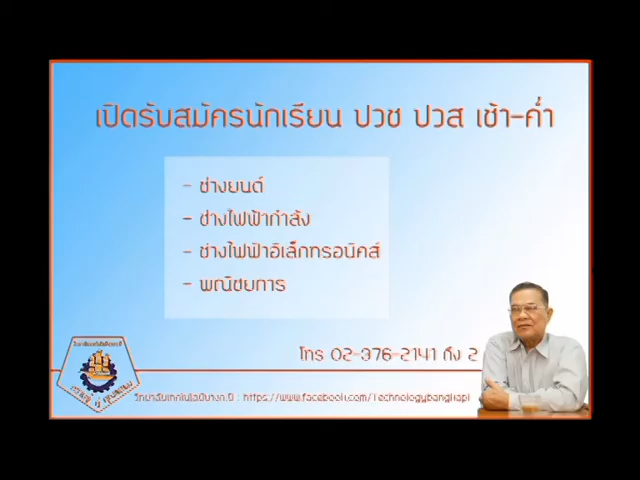 เปิดรับสมัครนักเรียน ปวช ปวส เช้า-ค่ำ
- ช่างยนต์
- ช่างไฟฟ้ากำลัง
- ช่างไฟฟ้าอิเล็กทรอนิคส์
- พณิชยการ
โทร 02-376-2141 ถึง 2
วิทยาลัยเทคโนโลยีบางกะปิ : https://www.facebook.com/Technologybangkapi